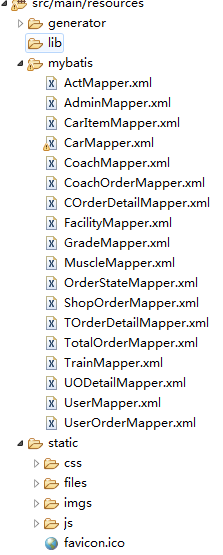 src/main/resources
generator
lib
mybatis
ActMapper.xml
AdminMapper.xml
CarItemMapper.xml
CarMapper.xml
CoachMapper.xml
CoachOrderMapper.xml
COrderDetailMapper.xml
FacilityMapper.xml
GradeMapper.xml
MuscleMapper.xml
OrderStateMapper.xml
ShopOrderMapper.xml
TOrderDetailMapper.xml
TotalOrderMapper.xml
TrainMapper.xml
UODetailMapper.xml
UserMapper.xml
UserOrderMapper.xml
static
css
files
imgs
js
favicon.ico